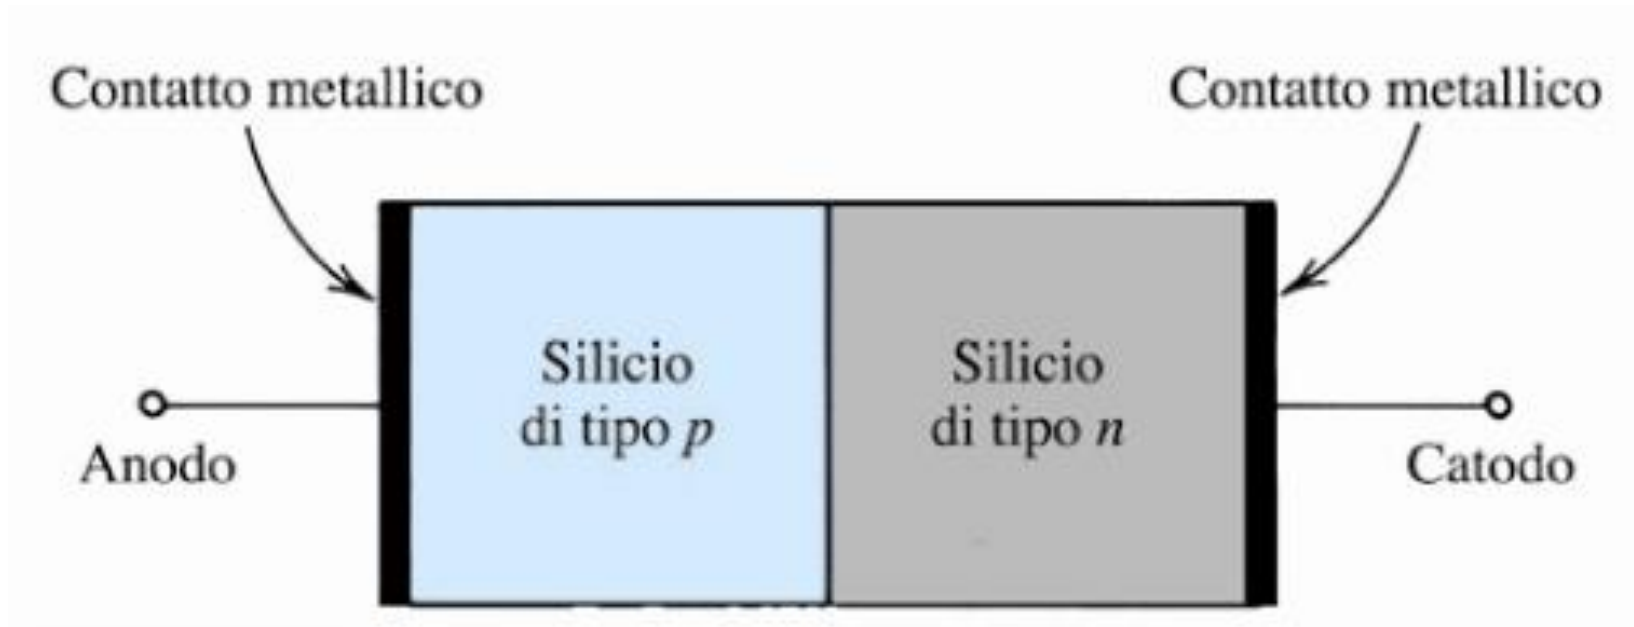 Contatto metallico
Contatto metallico
Silicio
di tipo p
Silicio
di tipo n
Anodo
Catodo